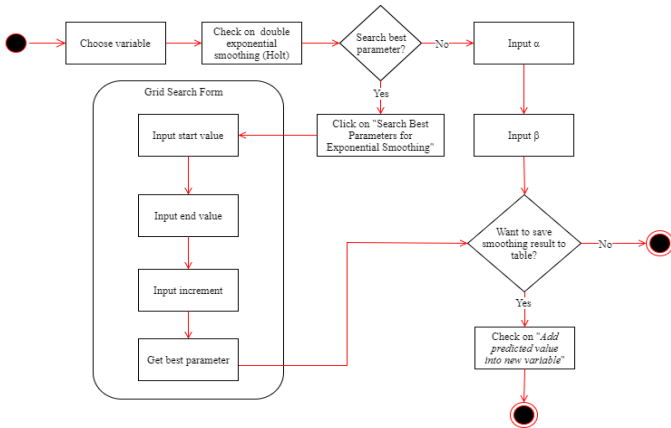 Choose variable
Check on double
exponential
smoothing (Holt)
Search best
parameter?
No
Input α
Yes
Grid Search Form
Click on "Search Best
Parameters for
Exponential Smoothing"
Input start value
Input β
Input end value
Want to save
smoothing result to
table?
No
Input increment
Yes
Get best parameter
Check on "Add
predicted value
into new variable"